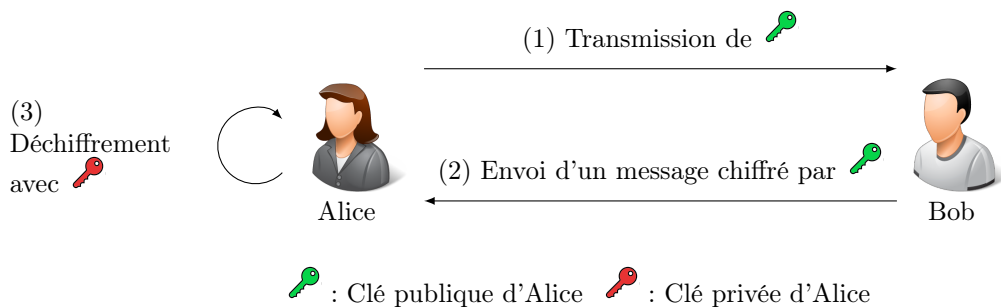 (1) Transmission de
(3)
Déchiffrement
avec
(2) Envoi d'un message chiffré par
Alice
Bob
: Clé publique d'Alice : Clé privée d'Alice